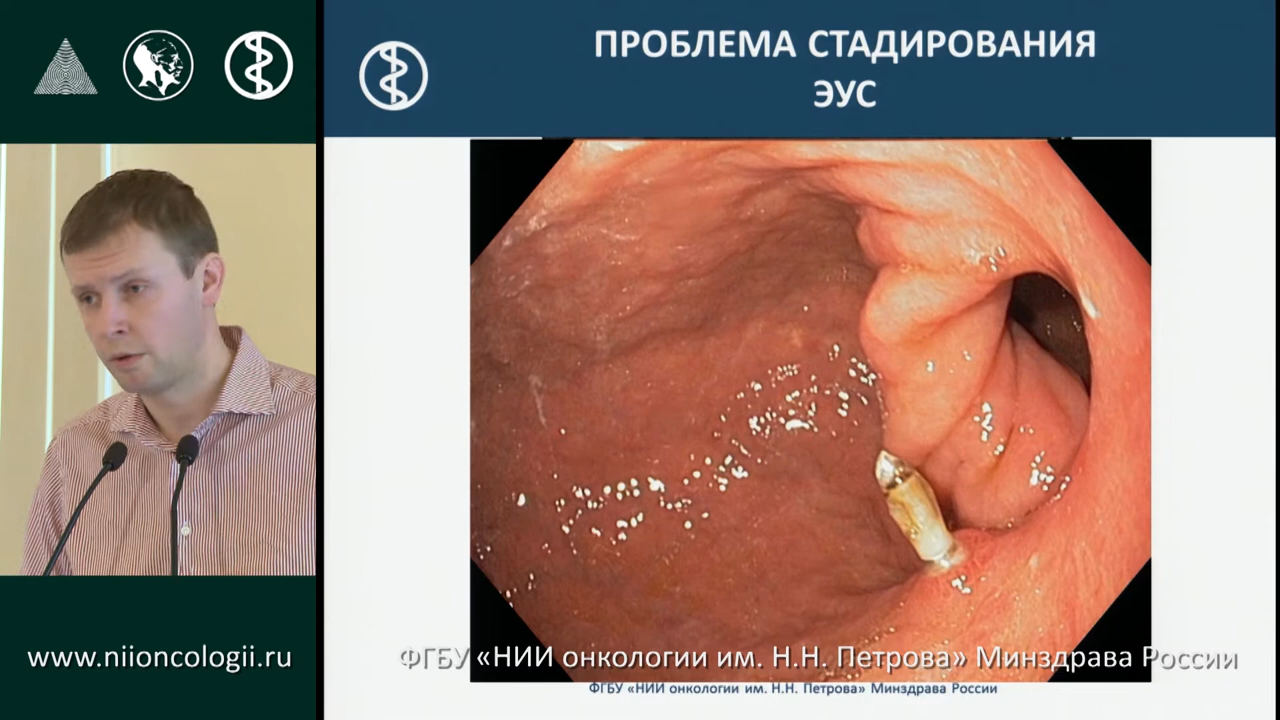 ПРОБЛЕМА СТАДИРОВАНИЯ
ЭУС
www.niioncologii.ru
ФГБУ «НИИ онкологии им. Н.Н. Петрова» Минздрава России
ФГБУ «НИИ онкологии им. Н.Н. Петрова» Минздрава России